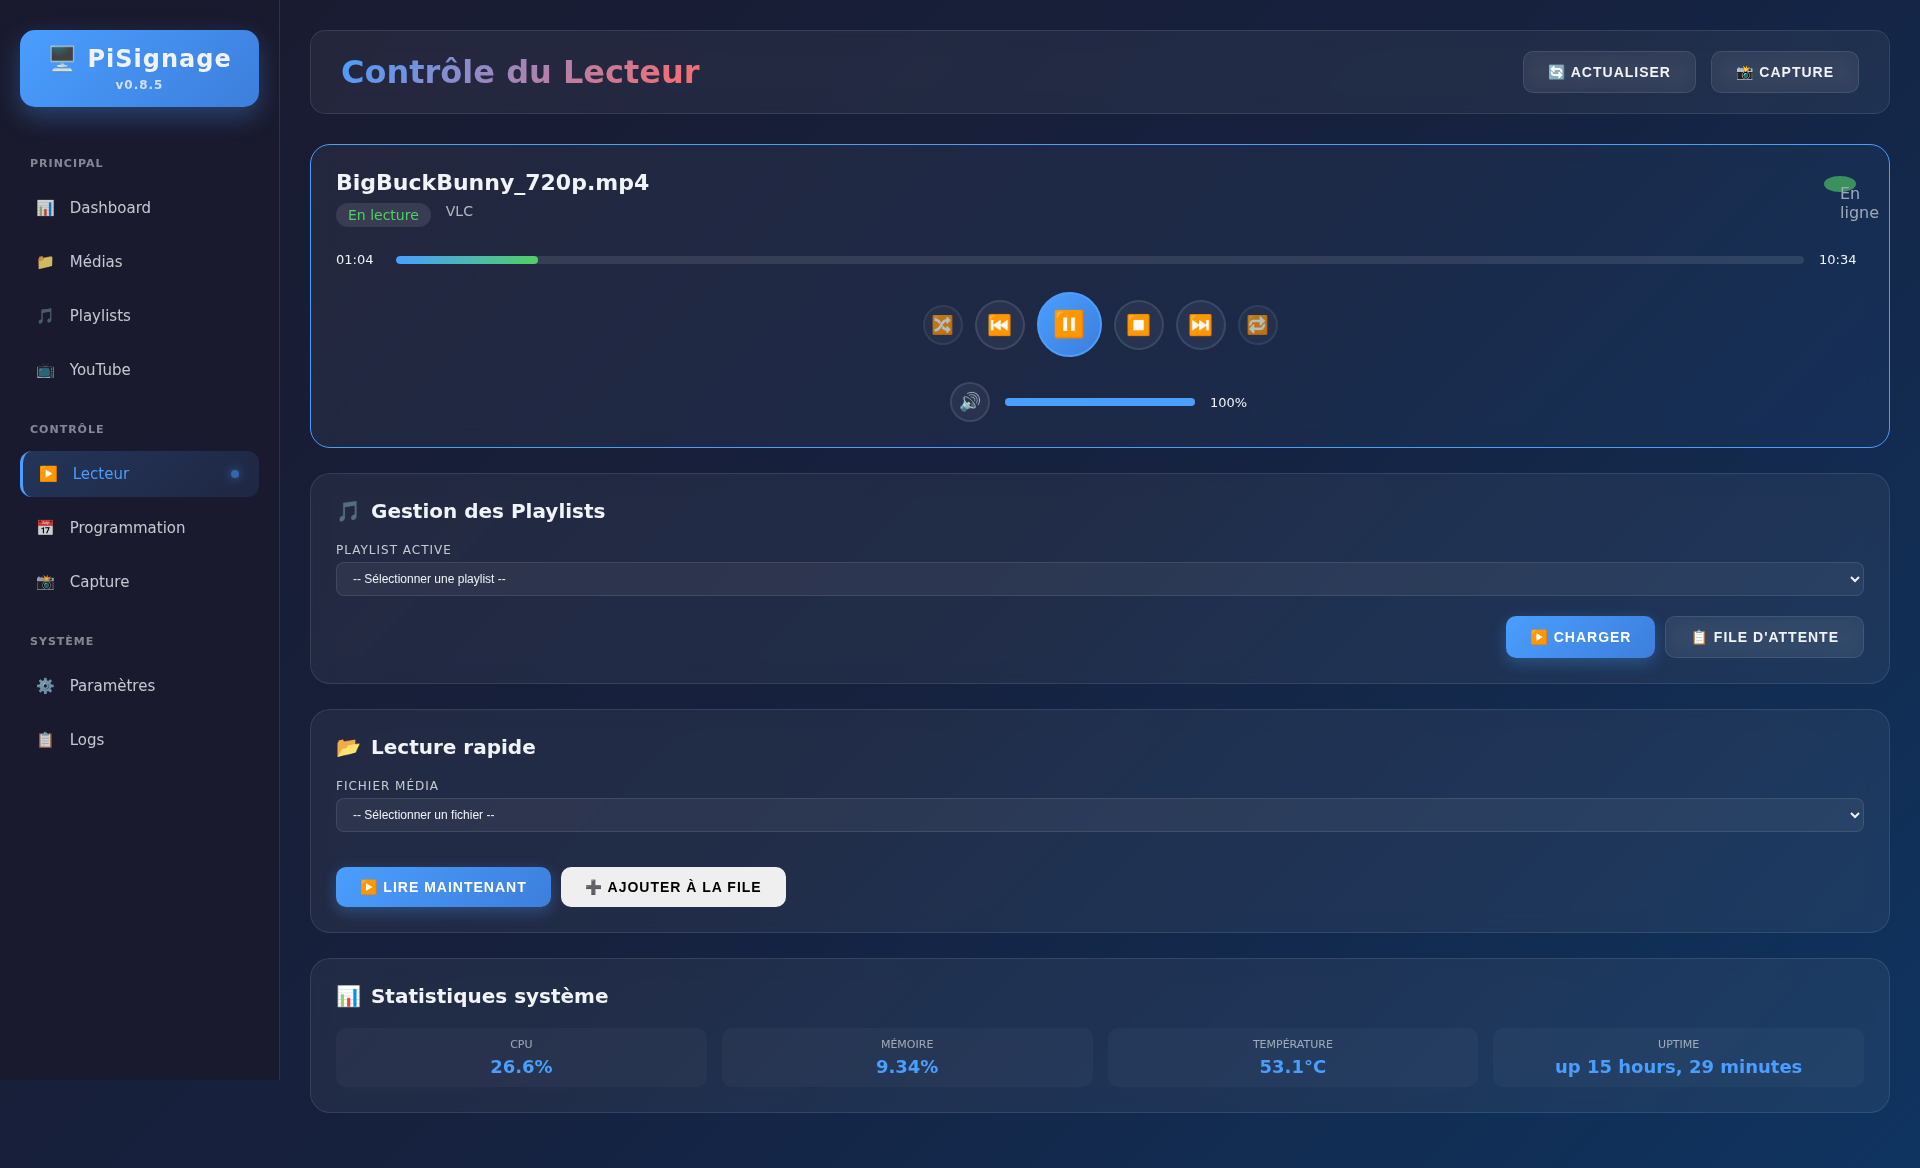 PiSignage
v0.8.5
PRINCIPAL
Dashboard
Médias
Playlists
YouTube
CONTRÔLE
Lecteur
Programmation
Capture
SYSTÈME
Paramètres
Logs
Contrôle du Lecteur
ACTUALISER
CAPTURE
BigBuckBunny_720p.mp4
En lecture
VLC
En
ligne
01:04
10:34
100%
Gestion des Playlists
PLAYLIST ACTIVE
-- Sélectionner une playlist --
CHARGER
FILE D'ATTENTE
Lecture rapide
FICHIER MÉDIA
-- Sélectionner un fichier --
LIRE MAINTENANT
AJOUTER À LA FILE
Statistiques système
CPU
26.6%
MÉMOIRE
9.34%
TEMPÉRATURE
53.1°C
UPTIME
up 15 hours, 29 minutes